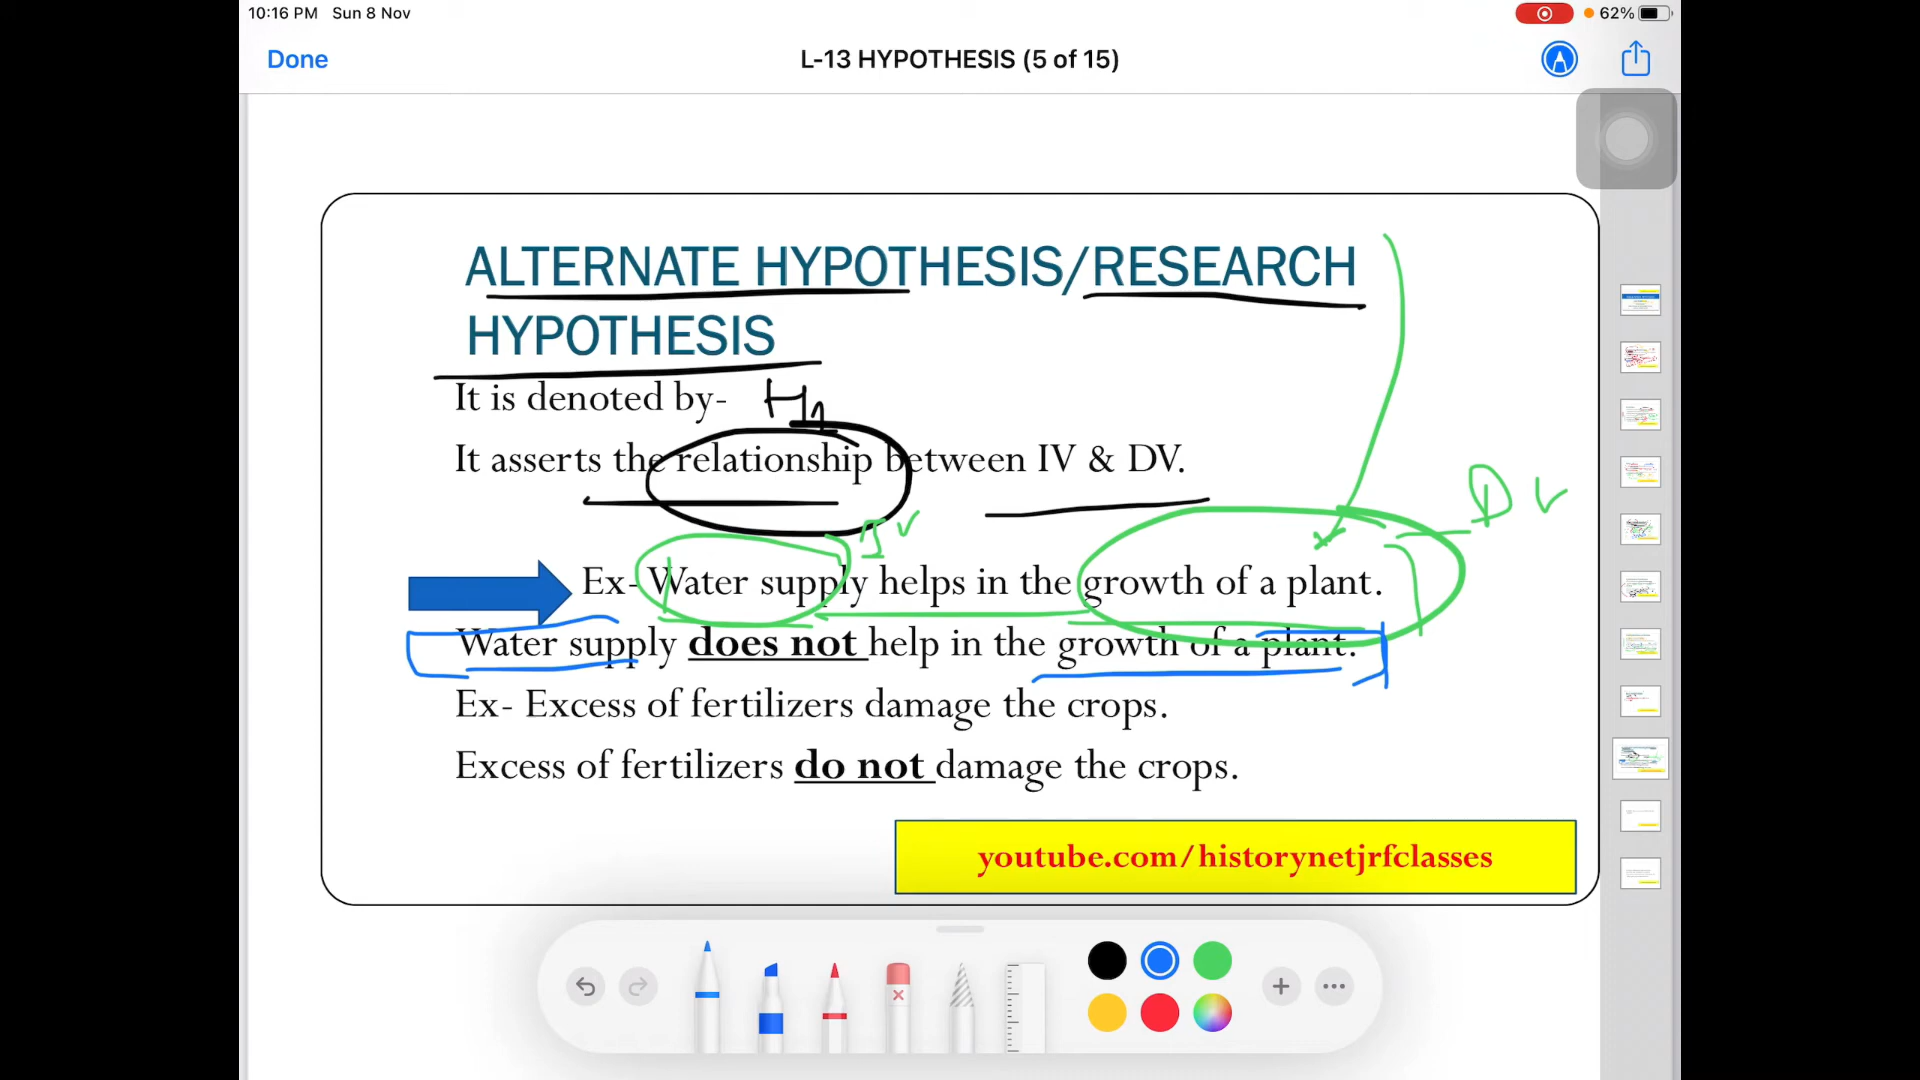 10:16 PM Sun 8 Nov
62%
Done
L-13 HYPOTHESIS (5 of 15)
ALTERNATE HYPOTHESIS/RESEARCH
HYPOTHESIS
It is denoted by- H1
It asserts the relationship between IV & DV.
DV
IV
Ex- Water supply helps in the growth of a plant.
Water supply does not help in the growth of a plant.
Ex- Excess of fertilizers damage the crops.
Excess of fertilizers do not damage the crops.
youtube.com/historynetjrfclasses